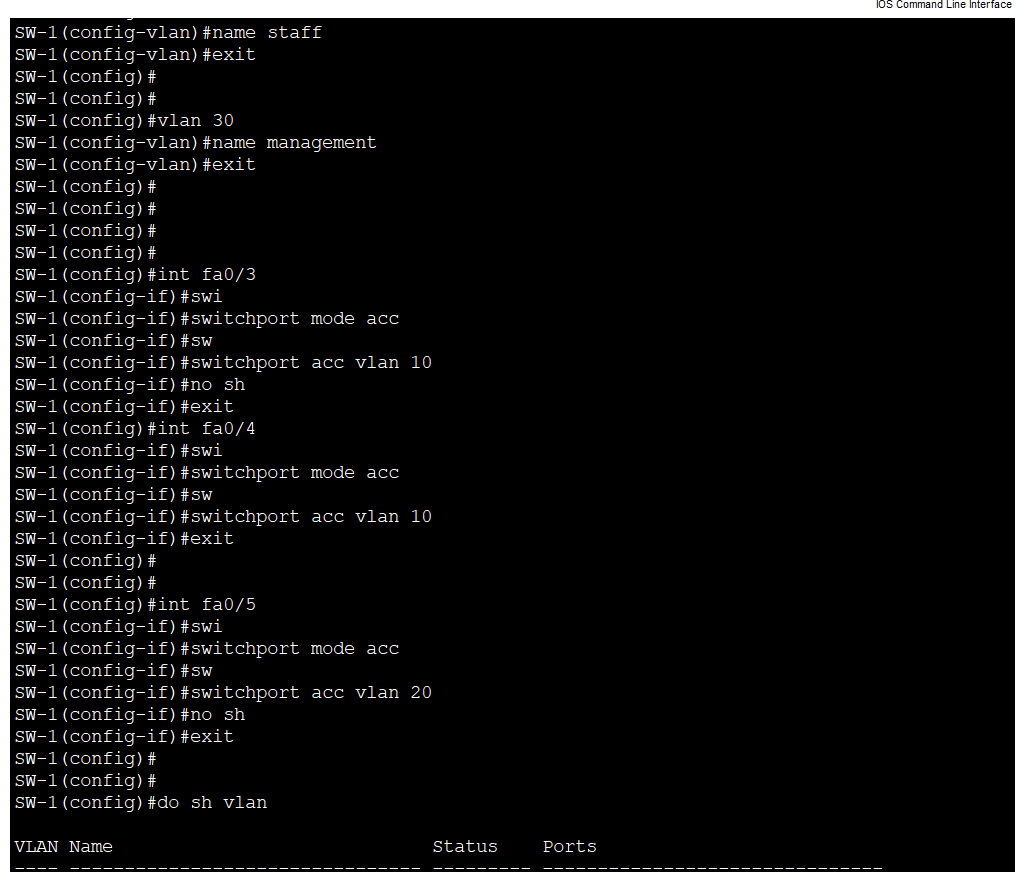 IOS Command Line Interface
SW-1(config-vlan)#name staff
SW-1(config-vlan)#exit
SW-1(config)#
SW-1(config)#
SW-1(config)#vlan 30
SW-1(config-vlan)#name management
SW-1(config-vlan)#exit
SW-1(config)#
SW-1(config)#
SW-1(config)#
SW-1(config)#
SW-1(config)#int fa0/3
SW-1(config-if)#swi
SW-1(config-if)#switchport mode acc
SW-1(config-if)#sw
SW-1(config-if)#switchport acc vlan 10
SW-1(config-if)#no sh
SW-1(config-if)#exit
SW-1(config)#int fa0/4
SW-1(config-if)#swi
SW-1(config-if)#switchport mode acc
SW-1(config-if)#sw
SW-1(config-if)#switchport acc vlan 10
SW-1(config-if)#exit
SW-1(config)#
SW-1(config)#
SW-1(config)#int fa0/5
SW-1(config-if)#swi
SW-1(config-if)#switchport mode acc
SW-1(config-if)#sw
SW-1(config-if)#switchport acc vlan 20
SW-1(config-if)#no sh
SW-1(config-if)#exit
SW-1(config)#
SW-1(config)#
SW-1(config)#do sh vlan
VLAN Name Status Ports
---- -------------------------------- --------- -------------------------------